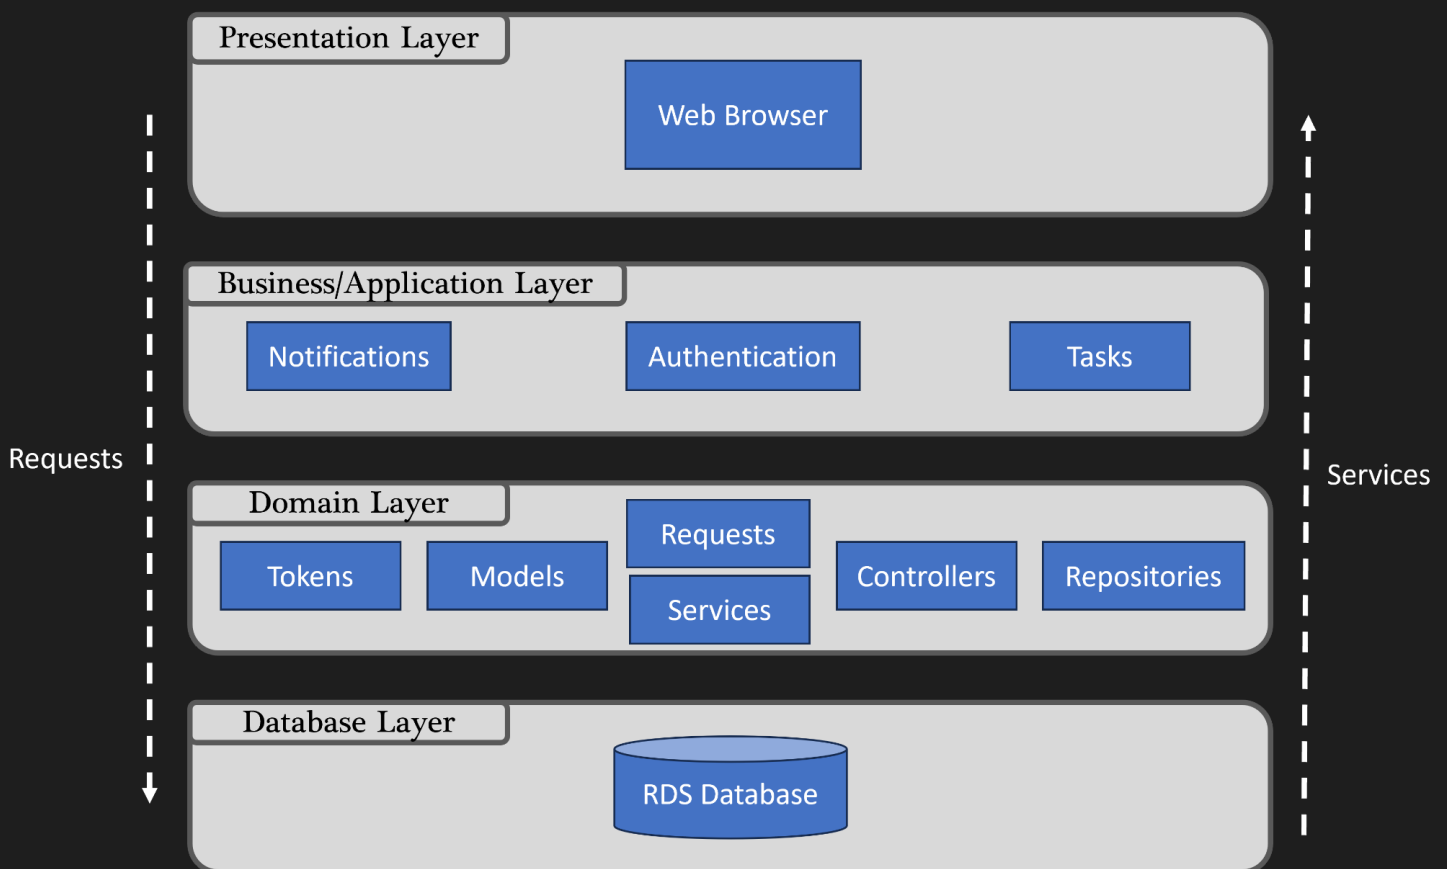 Presentation Layer
Web Browser
Business/Application Layer
Notifications
Authentication
Tasks
Requests
Services
Domain Layer
Tokens
Models
Requests
Services
Controllers
Repositories
Database Layer
RDS Database